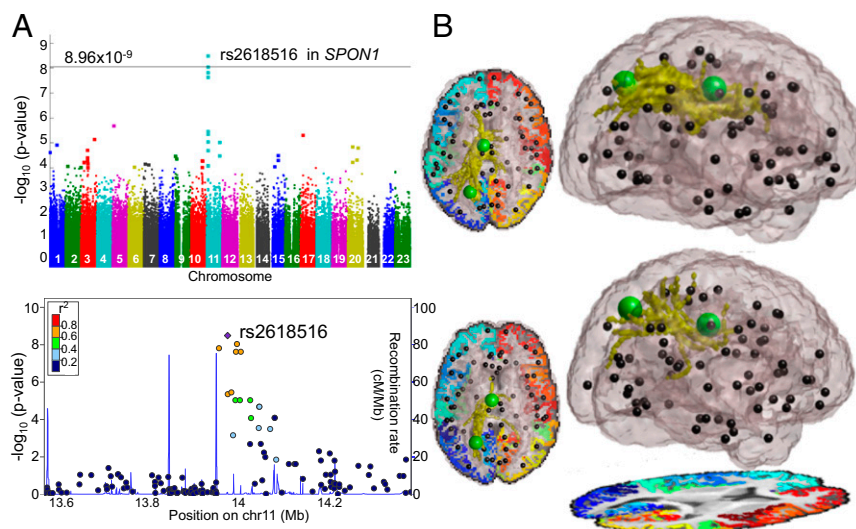 A
B
9
8
7
6
5
4
3
2
1
0
-log10 (p-value)
8.96x10-9
rs2618516 in SPON1
1 2 3 4 5 6 7 8 9 10 11 12 13 14 15 16 17 18 19 20 21 22 23
Chromosome
r2
0.8
0.6
0.4
0.2
rs2618516
10
8
6
4
2
0
-log10 (p-value)
100
80
60
40
20
0
Recombination rate
(cM/Mb)
13.6 13.8 14 14.2
Position on chr11 (Mb)